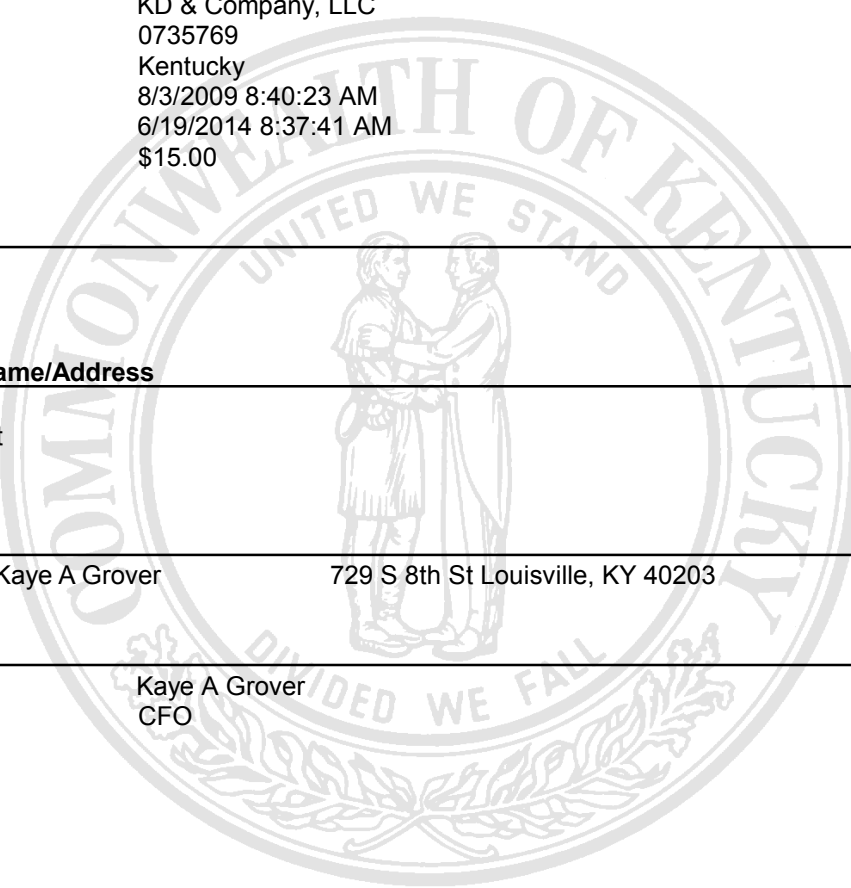 KD & Company, LLC
0735769
Kentucky
8/3/2009 8:40:23 AM
6/19/2014 8:37:41 AM
$15.00
COMMONWEALTH OF KENTUCKY
UNITED WE STAND
ame/Address
t
Kaye A Grover 729 S 8th St Louisville, KY 40203
DIVIDED WE FALL
Kaye A Grover
CFO